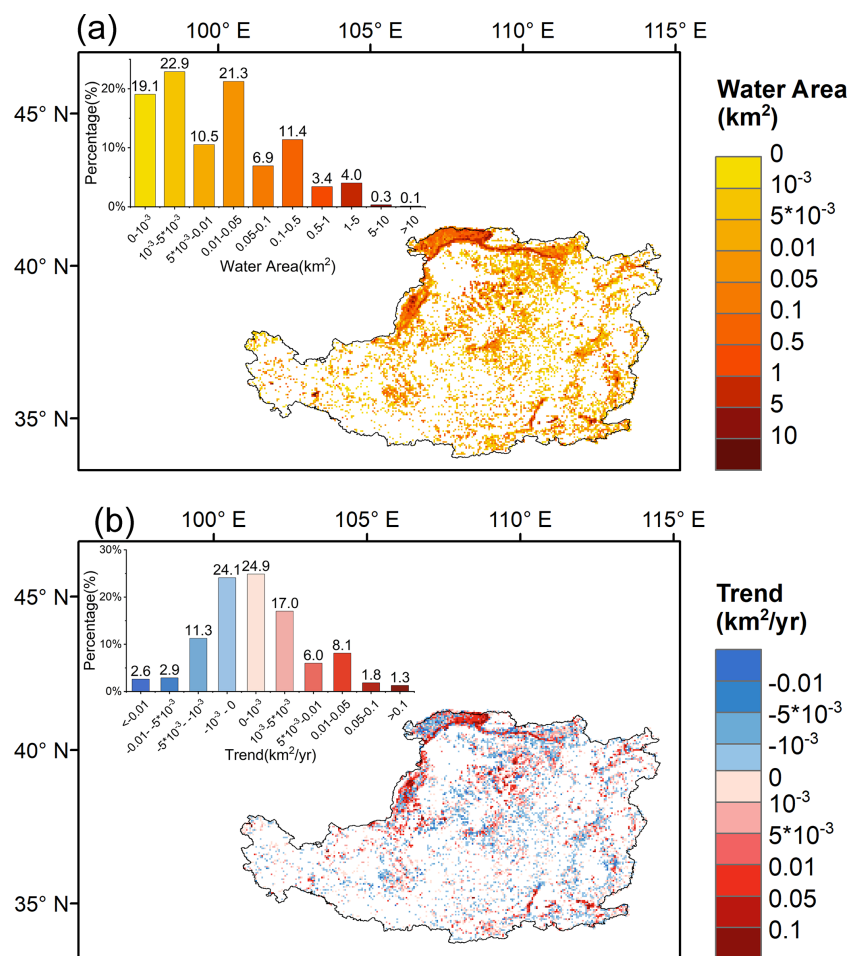 (a)
100° E 105° E 110° E 115° E
45° N
40° N
35° N
Percentage(%)
20%
10%
0%
19.1 22.9 10.5 21.3 6.9 11.4 3.4 4.0 0.3 0.1
0-10⁻³ 10⁻³-5*10⁻³ 5*10⁻³-0.01 0.01-0.05 0.05-0.1 0.1-0.5 0.5-1 1-5 5-10 >10
Water Area(km²)
Water Area
(km²)
0
10⁻³
5*10⁻³
0.01
0.05
0.1
0.5
1
5
10
(b)
100° E 105° E 110° E 115° E
45° N
40° N
35° N
Percentage(%)
30%
20%
10%
0%
2.6 2.9 11.3 24.1 24.9 17.0 6.0 8.1 1.8 1.3
<-0.01 -0.01- -5*10⁻³ -5*10⁻³ -10⁻³ -10⁻³ - 0 0-10⁻³ 10⁻³-5*10⁻³ 5*10⁻³-0.01 0.01-0.05 0.05-0.1 >0.1
Trend(km²/yr)
Trend
(km²/yr)
-0.01
-5*10⁻³
-10⁻³
0
10⁻³
5*10⁻³
0.01
0.05
0.1